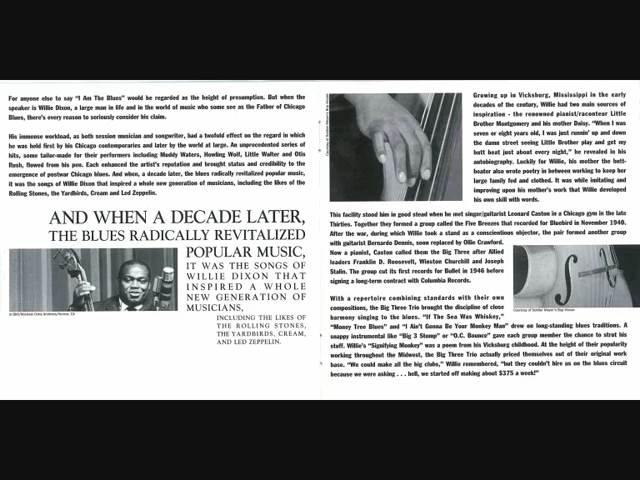 For anyone else to say "I Am The Blues" would be regarded as the height of presumption. But when the
speaker is Willie Dixon, a large man in life and in the world of music who some see as the Father of Chicago
Blues, there's every reason to seriously consider his claim.
His immense workload, as both session musician and songwriter, had a twofold effect on the regard in which
he was held first by his Chicago contemporaries and later by the world at large. An unprecedented series of
hits, some tailor-made for their performers including Muddy Waters, Howling Wolf, Little Walter and Otis
Rush, flowed from his pen. Each enhanced the artist's reputation and brought status and credibility to the
emergence of postwar Chicago blues. And when, a decade later, the blues radically revitalized popular music,
it was the songs of Willie Dixon that inspired a whole new generation of musicians, including the likes of the
Rolling Stones, the Yardbirds, Cream and Led Zeppelin.
AND WHEN A DECADE LATER,
THE BLUES RADICALLY REVITALIZED
POPULAR MUSIC,
IT WAS THE SONGS OF
WILLIE DIXON THAT
INSPIRED A WHOLE
NEW GENERATION OF
MUSICIANS,
INCLUDING THE LIKES OF
THE ROLLING STONES,
THE YARDBIRDS, CREAM,
AND LED ZEPPELIN.
Growing up in Vicksburg, Mississippi in the early
decades of the century, Willie had two main sources of
inspiration - the renowned pianist/raconteur Little
Brother Montgomery and his mother Daisy. "When I was
seven or eight years old, I was just runnin' up and down
the damn street seeing Little Brother play and get my
butt beat just about every night," he revealed in his
autobiography. Luckily for Willie, his mother the butt-
beater also wrote poetry in between working to keep her
large family fed and clothed. It was while imitating and
improving upon his mother's work that Willie developed
his own skill with words.
This facility stood him in good stead when he met singer/guitarist Leonard Caston in a Chicago gym in the late
Thirties. Together they formed a group called the Five Breezes that recorded for Bluebird in November 1940.
After the war, during which Willie took a stand as a conscientious objector, the pair formed another group
with guitarist Bernardo Dennis, soon replaced by Ollie Crawford.
Now a pianist, Caston called them the Big Three after Allied
leaders Franklin D. Roosevelt, Winston Churchill and Joseph
Stalin. The group cut its first records for Bullet in 1946 before
signing a long-term contract with Columbia Records.
With a repertoire combining standards with their own
compositions, the Big Three Trio brought the discipline of close
harmony singing to the blues. "If The Sea Was Whiskey,"
"Money Tree Blues" and "I Ain't Gonna Be Your Monkey Man" drew on long-standing blues traditions. A
snappy instrumental like "Big 3 Stomp" or "O.C. Bounce" gave each group member the chance to strut his
stuff. Willie's "Signifying Monkey" was a poem from his Vicksburg childhood. At the height of their popularity
working throughout the Midwest, the Big Three Trio actually priced themselves out of their original work
base. "We could make all the big clubs," Willie remembered, "but they couldn't hire us on the blues circuit
because we were asking . . . hell, we started off making about $375 a week!"